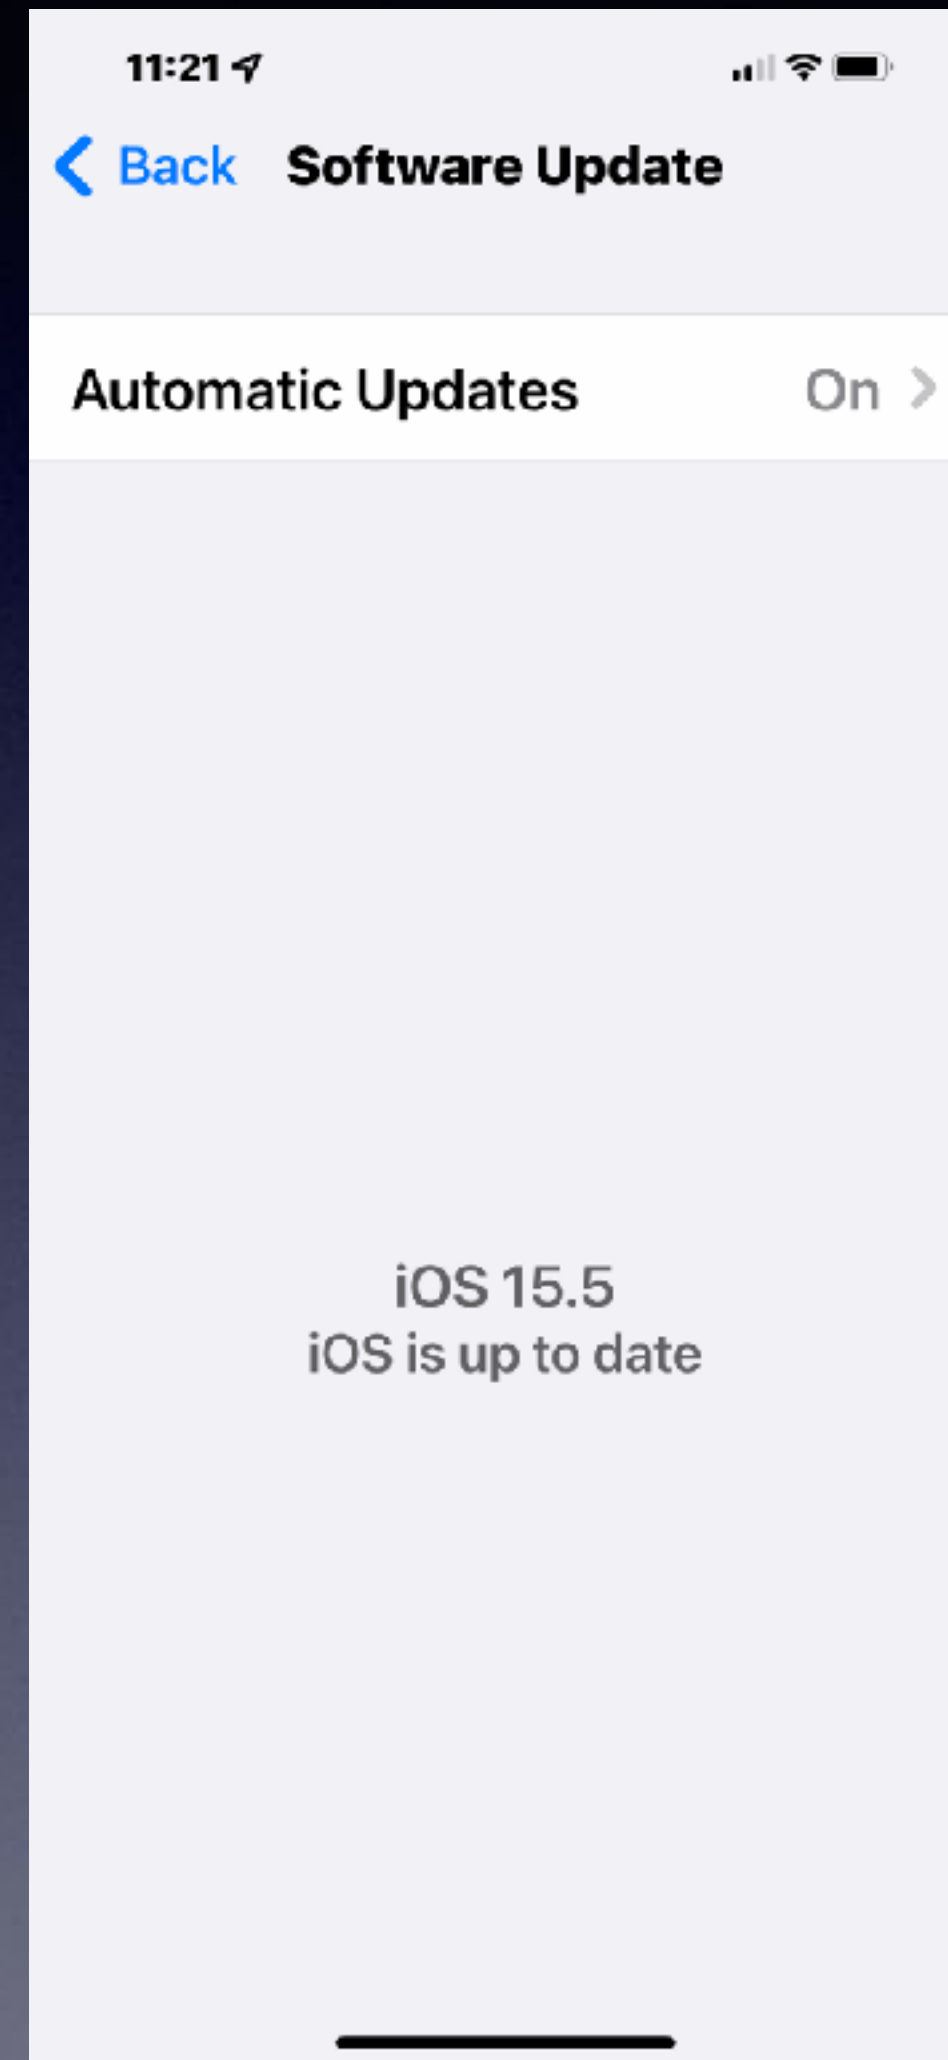 11:21
Back Software Update
Automatic Updates On
iOS 15.5
iOS is up to date